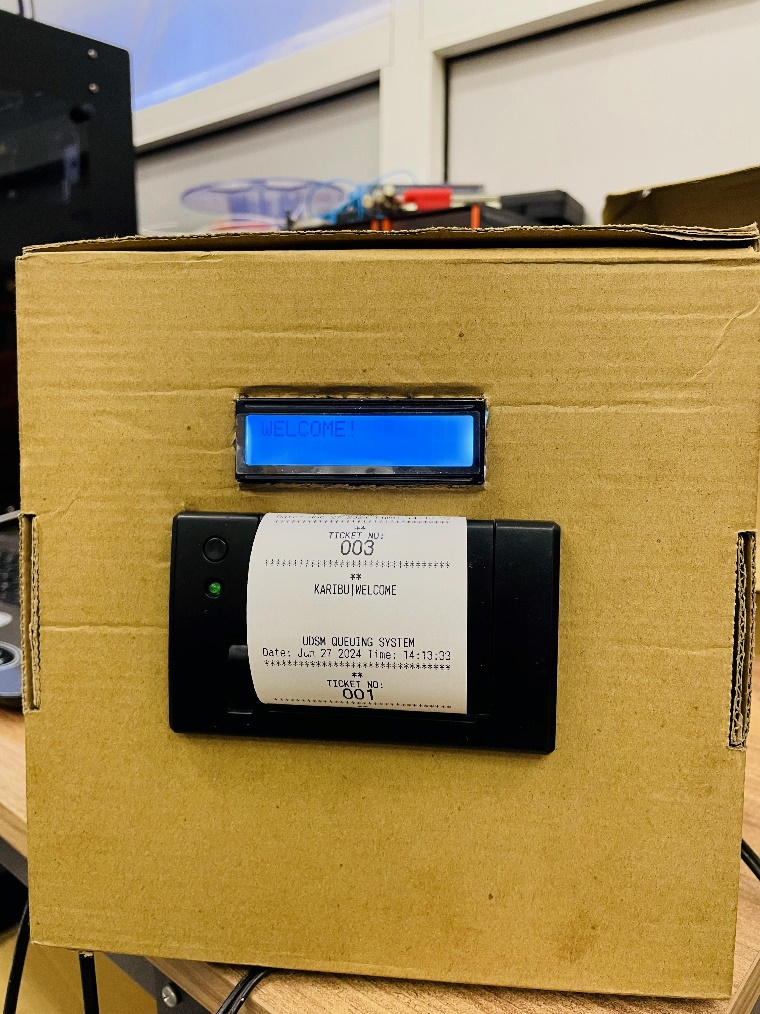 WELCOME!
**
TICKET NO:
003
***************************
**
KARIBU|WELCOME
UDSM QUEUING SYSTEM
Date: Jun 27 2024 Time: 14:13:33
***************************
**
TICKET NO:
001